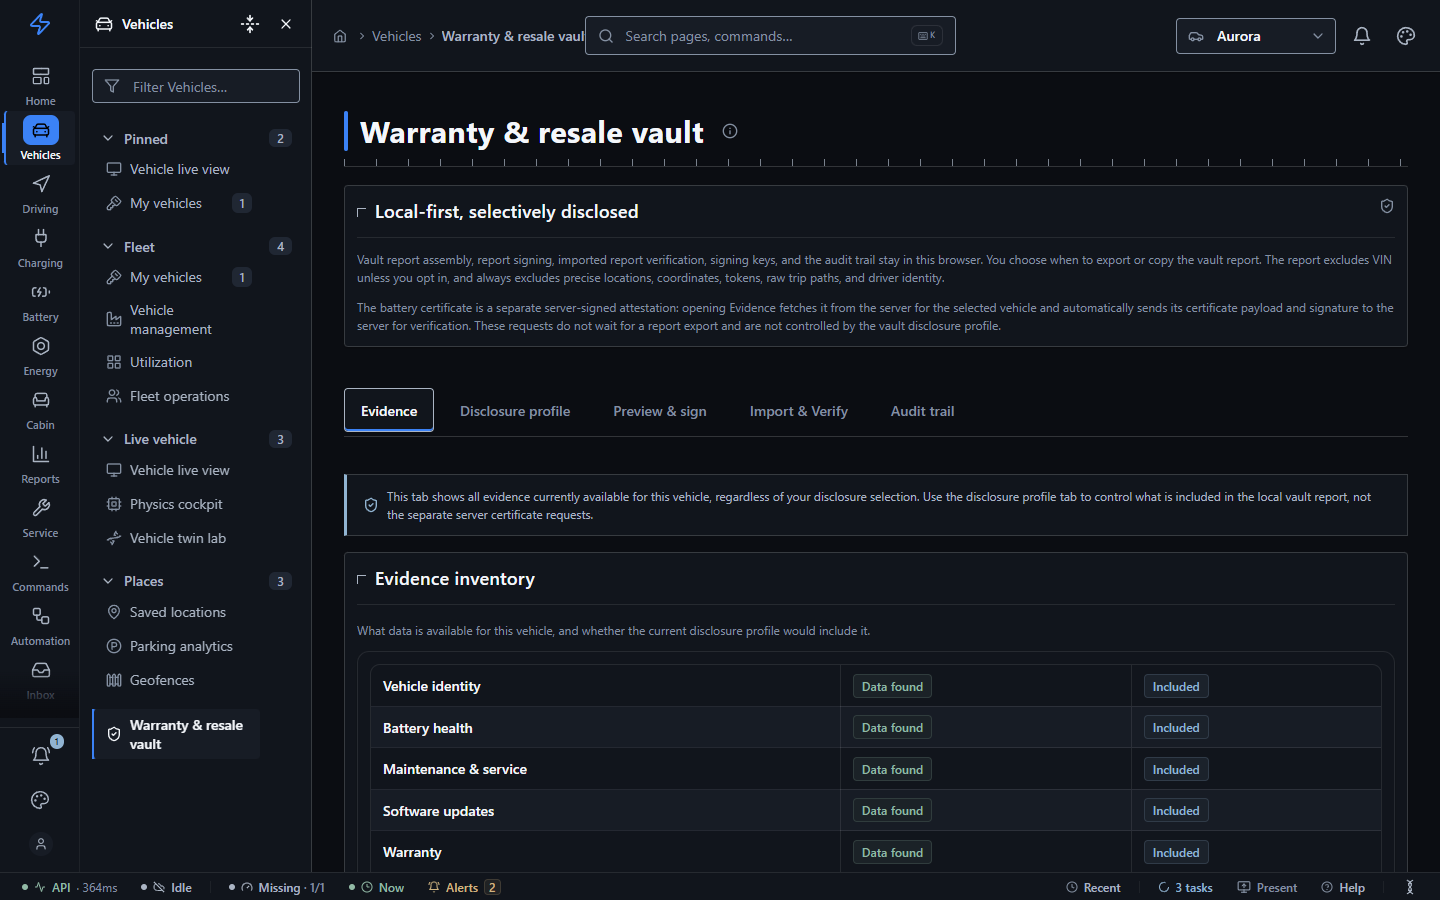 Home
Vehicles
Driving
Charging
Battery
Energy
Cabin
Reports
Service
Commands
Automation
Inbox
1
Vehicles
Filter Vehicles...
Pinned 2
Vehicle live view
My vehicles 1
Fleet 4
My vehicles 1
Vehicle
management
Utilization
Fleet operations
Live vehicle 3
Vehicle live view
Physics cockpit
Vehicle twin lab
Places 3
Saved locations
Parking analytics
Geofences
Warranty & resale
vault
Vehicles Warranty & resale vaul
Search pages, commands... K
Aurora
Warranty & resale vault
Local-first, selectively disclosed
Vault report assembly, report signing, imported report verification, signing keys, and the audit trail stay in this browser. You choose when to export or copy the vault report. The report excludes VIN
unless you opt in, and always excludes precise locations, coordinates, tokens, raw trip paths, and driver identity.
The battery certificate is a separate server-signed attestation: opening Evidence fetches it from the server for the selected vehicle and automatically sends its certificate payload and signature to the
server for verification. These requests do not wait for a report export and are not controlled by the vault disclosure profile.
Evidence Disclosure profile Preview & sign Import & Verify Audit trail
This tab shows all evidence currently available for this vehicle, regardless of your disclosure selection. Use the disclosure profile tab to control what is included in the local vault report, not
the separate server certificate requests.
Evidence inventory
What data is available for this vehicle, and whether the current disclosure profile would include it.
Vehicle identity Data found Included
Battery health Data found Included
Maintenance & service Data found Included
Software updates Data found Included
Warranty Data found Included
API · 364ms Idle Missing · 1/1 Now Alerts 2 Recent 3 tasks Present Help